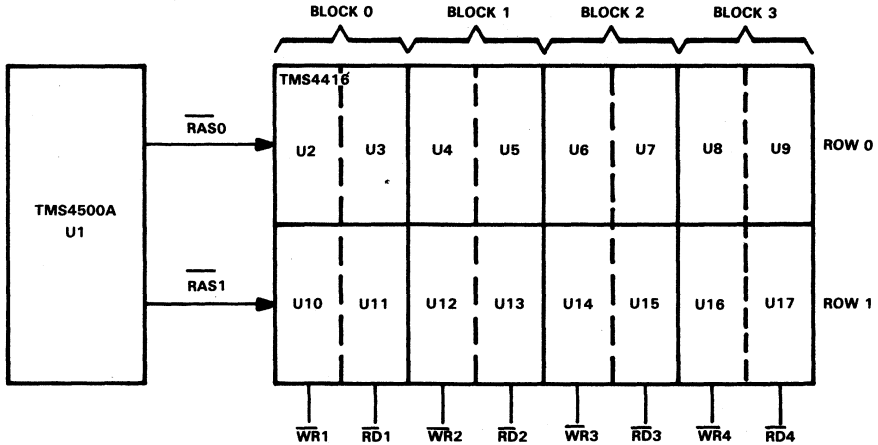 BLOCK 0 BLOCK 1 BLOCK 2 BLOCK 3
TMS4416
RAS0
U2 U3 U4 U5 U6 U7 U8 U9 ROW 0
TMS4500A
U1
RAS1
U10 U11 U12 U13 U14 U15 U16 U17 ROW 1
WR1 RD1 WR2 RD2 WR3 RD3 WR4 RD4